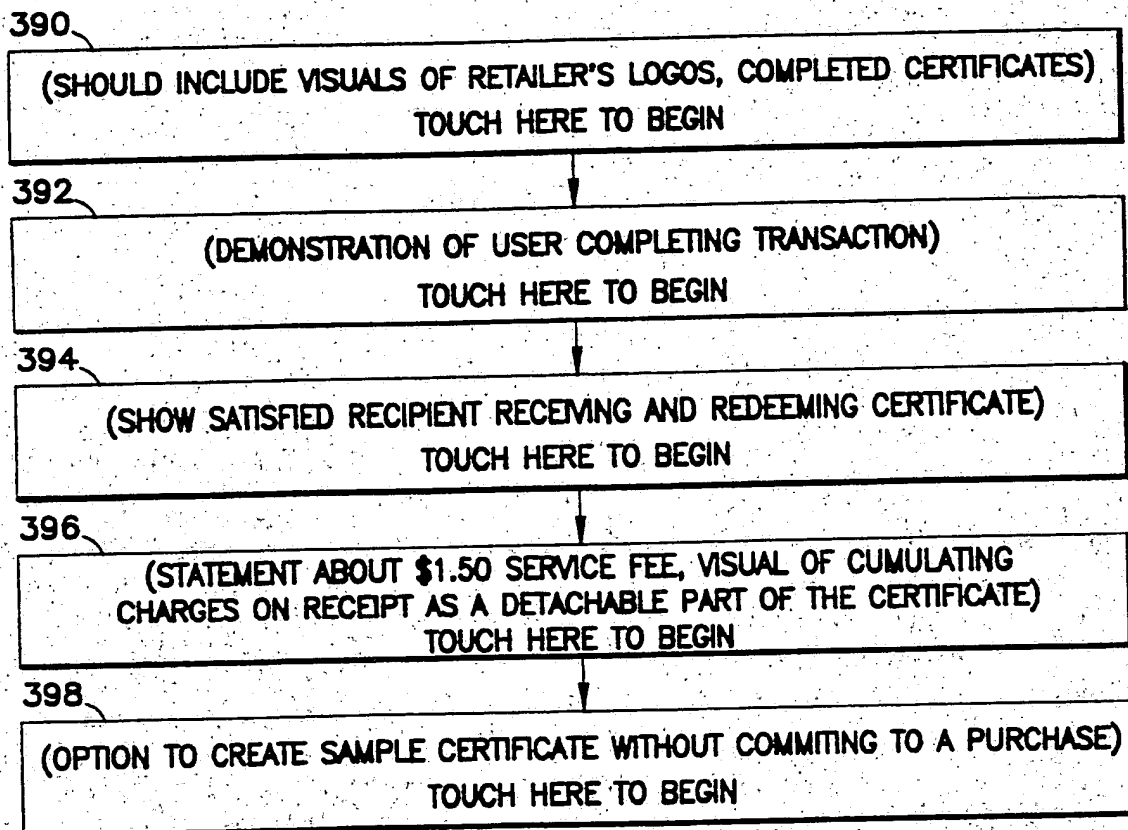 390
(SHOULD INCLUDE VISUALS OF RETAILER'S LOGOS, COMPLETED CERTIFICATES)
TOUCH HERE TO BEGIN
392
(DEMONSTRATION OF USER COMPLETING TRANSACTION)
TOUCH HERE TO BEGIN
394
(SHOW SATISFIED RECIPIENT RECEIVING AND REDEEMING CERTIFICATE)
TOUCH HERE TO BEGIN
396
(STATEMENT ABOUT $1.50 SERVICE FEE, VISUAL OF CUMULATING
CHARGES ON RECEIPT AS A DETACHABLE PART OF THE CERTIFICATE)
TOUCH HERE TO BEGIN
398
(OPTION TO CREATE SAMPLE CERTIFICATE WITHOUT COMMITING TO A PURCHASE)
TOUCH HERE TO BEGIN